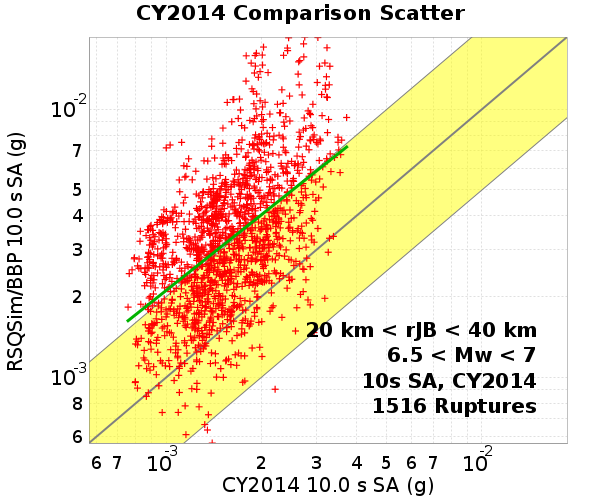 CY2014 Comparison Scatter
RSQSim/BBP 10.0 s SA (g)
10⁻²
7
5
4
3
2
10⁻³
8
6
20 km < rJB < 40 km
6.5 < Mw < 7
10s SA, CY2014
1516 Ruptures
6 7 10⁻³ 2 3 4 5 6 7 10⁻²
CY2014 10.0 s SA (g)